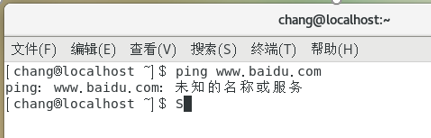 chang@localhost:~
文件(F) 编辑(E) 查看(V) 搜索(S) 终端(T) 帮助(H)
[chang@localhost ~]$ ping www.baidu.com
ping: www.baidu.com: 未知的名称或服务
[chang@localhost ~]$ S